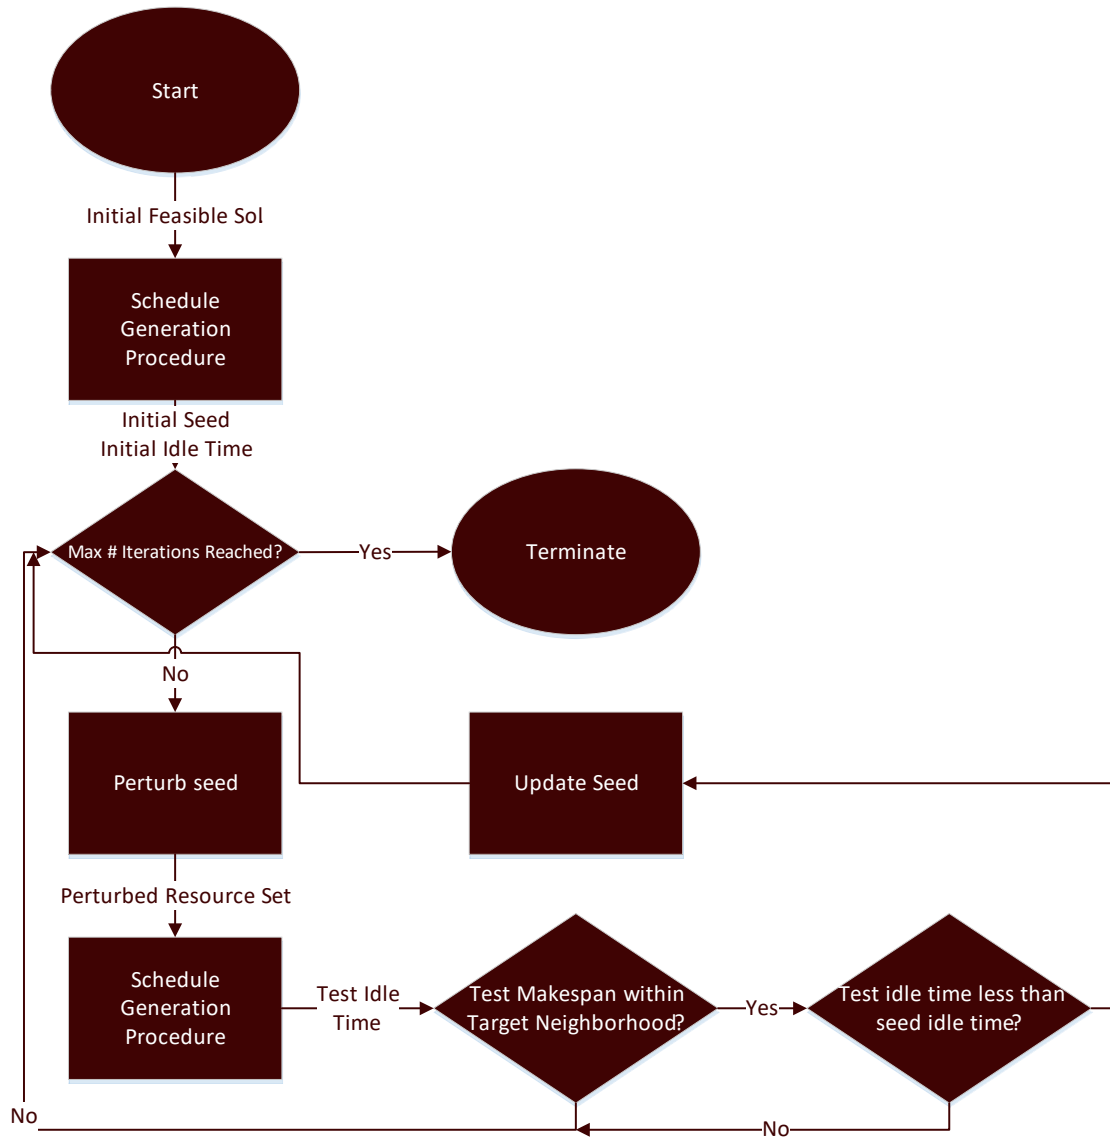 Start
Initial Feasible Sol.
Schedule
Generation
Procedure
Initial Seed
Initial Idle Time
Max # Iterations Reached?
Yes
Terminate
No
Perturb seed
Update Seed
Perturbed Resource Set
Schedule
Generation
Procedure
Test Idle
Time
Test Makespan within
Target Neighborhood?
Yes
Test idle time less than
seed idle time?
No
No